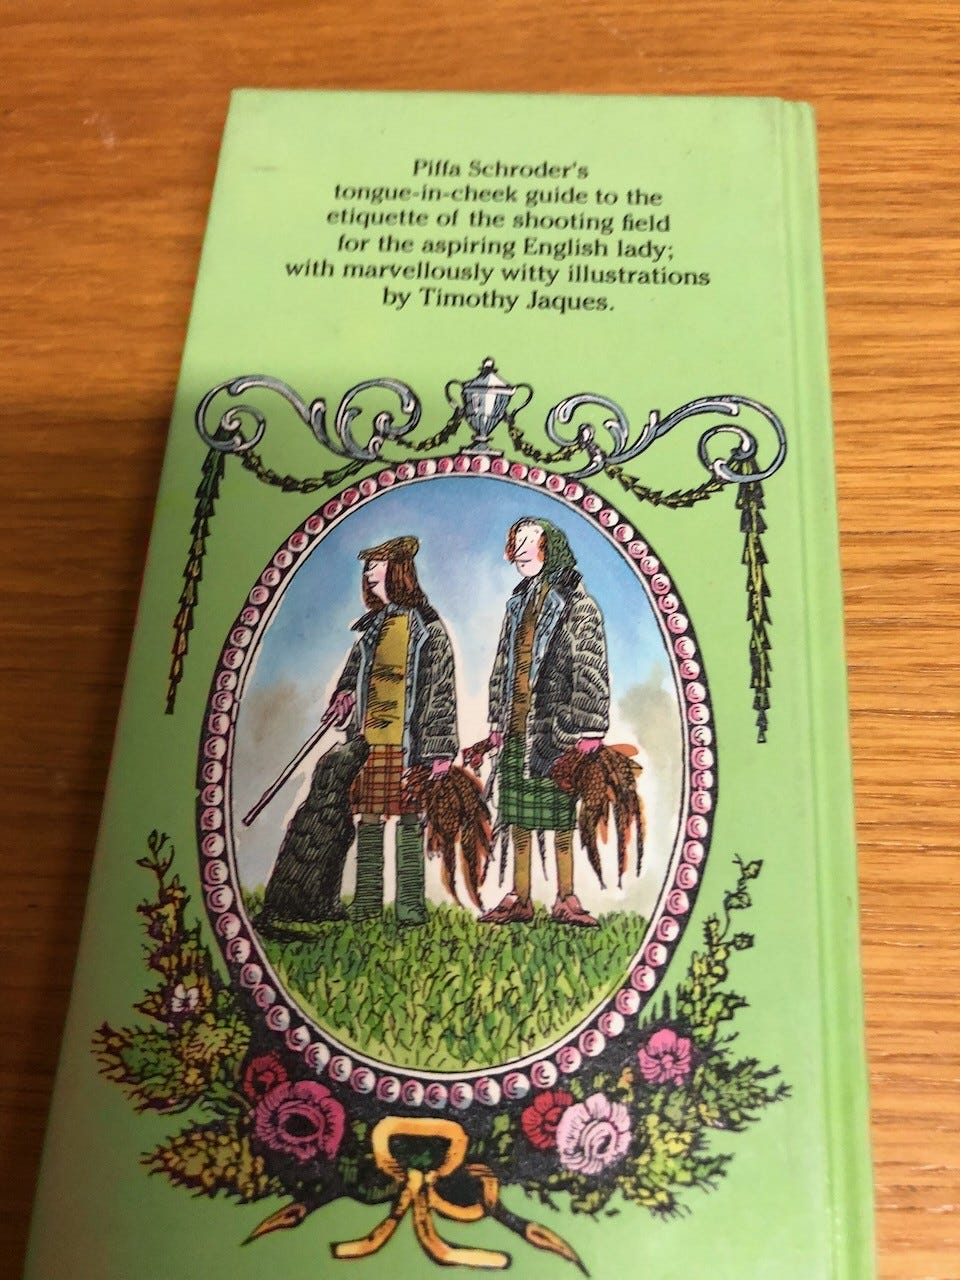 Piffa Schroder's
tongue-in-cheek guide to the
etiquette of the shooting field
for the aspiring English lady;
with marvellously witty illustrations
by Timothy Jaques.